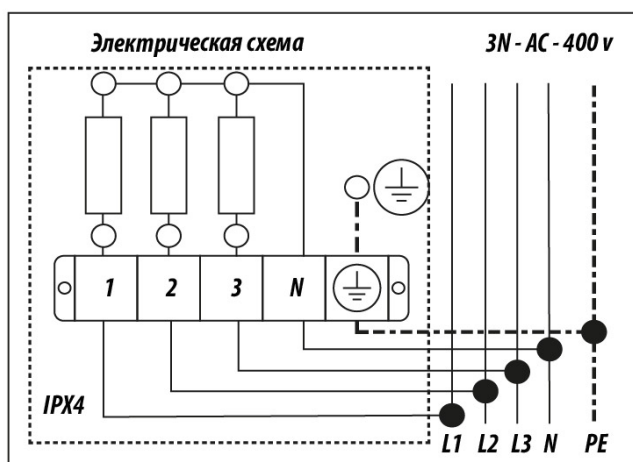 Электрическая схема
3N - AC - 400 v
1 2 3 N
IPX4
L1 L2 L3 N PE